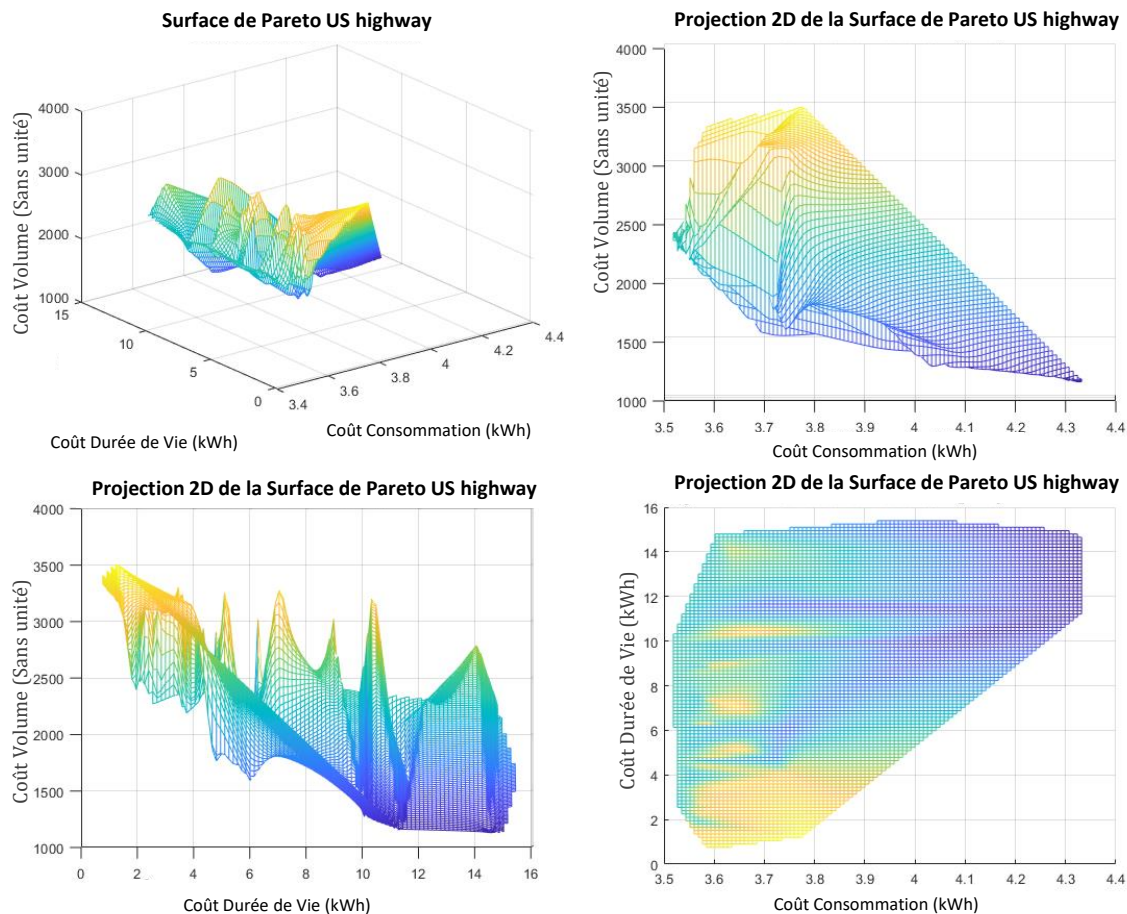 Surface de Pareto US highway
4000
3000
2000
1000
15
10
5
0
3.4
3.6
3.8
4
4.2
4.4
Coût Volume (Sans unité)
Coût Durée de Vie (kWh)
Coût Consommation (kWh)
Projection 2D de la Surface de Pareto US highway
4000
3500
3000
2500
2000
1500
1000
3.5 3.6 3.7 3.8 3.9 4 4.1 4.2 4.3 4.4
Coût Volume (Sans unité)
Coût Consommation (kWh)
Projection 2D de la Surface de Pareto US highway
4000
3500
3000
2500
2000
1500
1000
0 2 4 6 8 10 12 14 16
Coût Volume (Sans unité)
Coût Durée de Vie (kWh)
Projection 2D de la Surface de Pareto US highway
16
14
12
10
8
6
4
2
0
3.5 3.6 3.7 3.8 3.9 4 4.1 4.2 4.3 4.4
Coût Durée de Vie (kWh)
Coût Consommation (kWh)